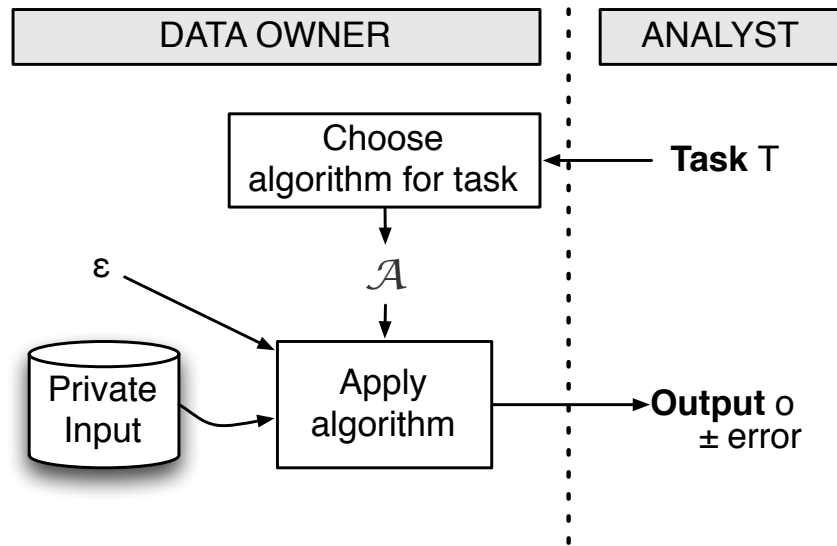 DATA OWNER
ANALYST
Choose
algorithm for task
Task T
𝒜
ε
Private
Input
Apply
algorithm
Output o
± error